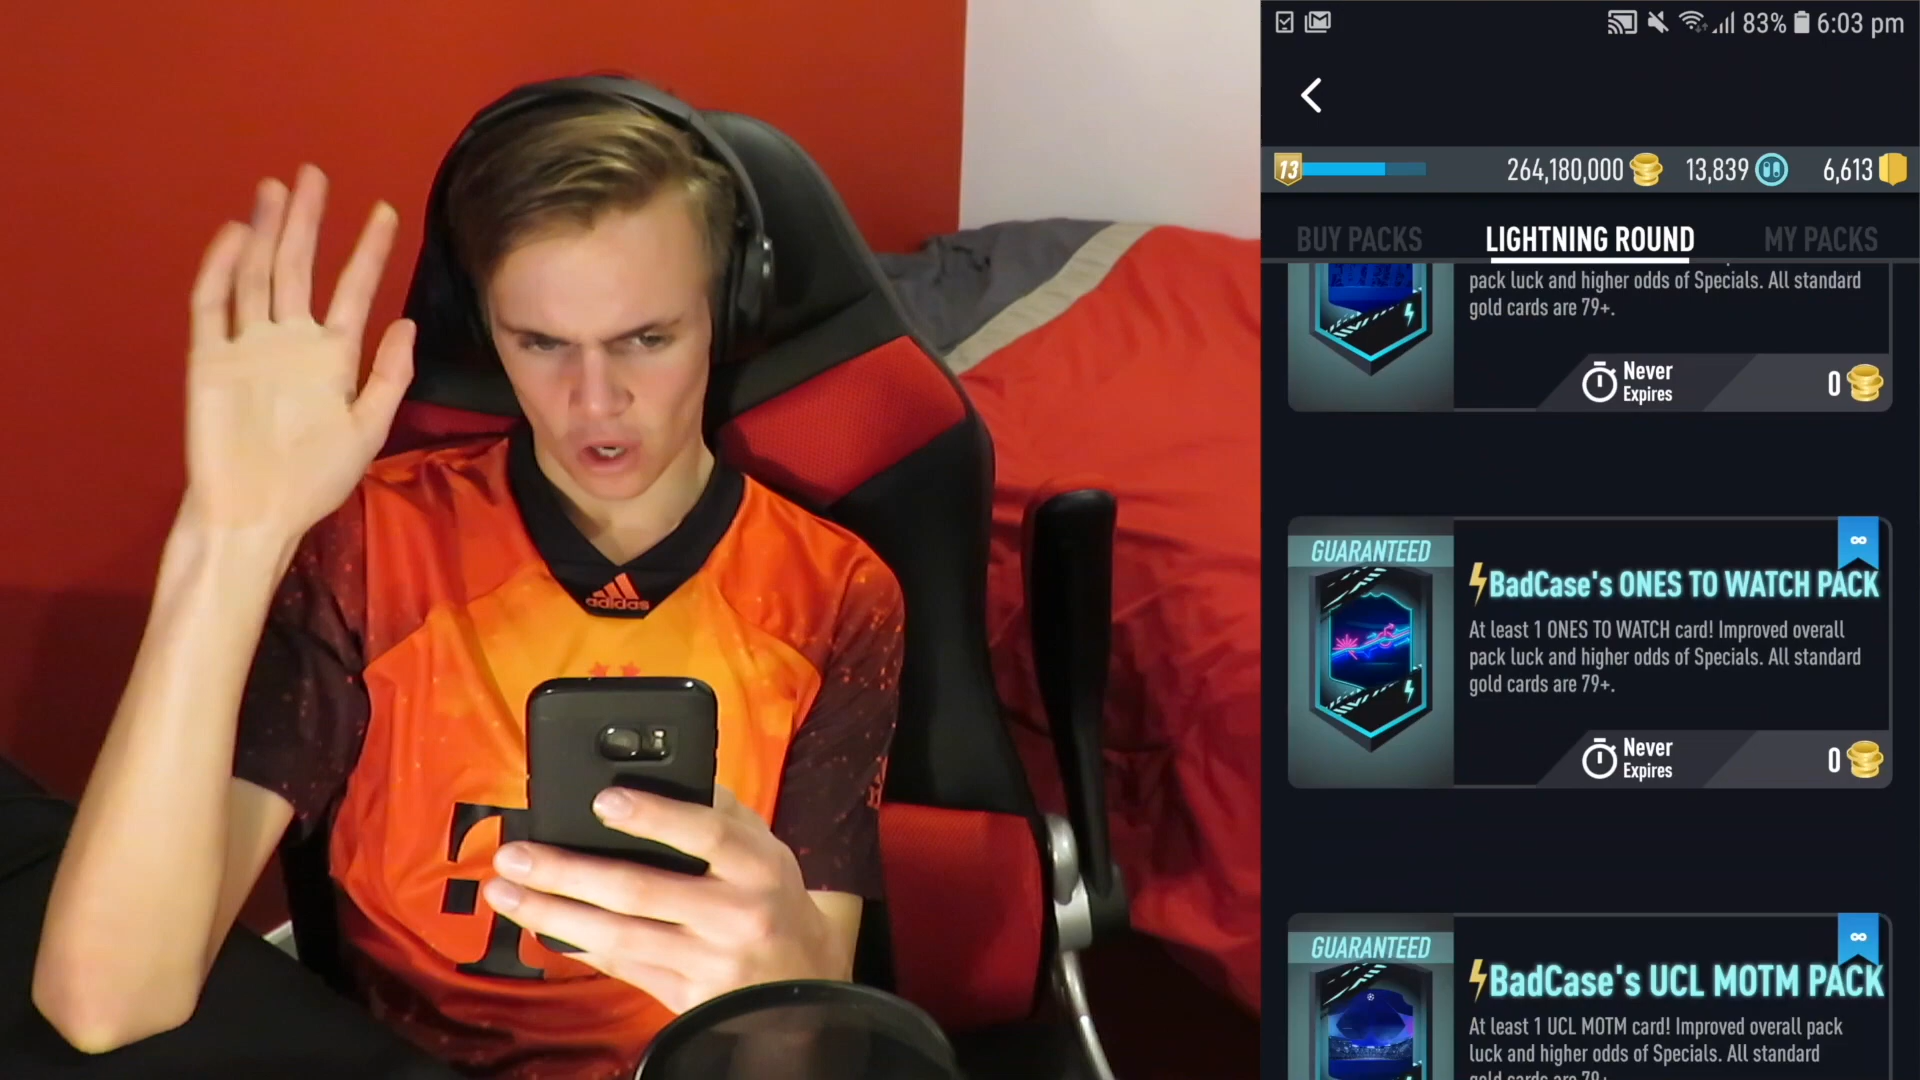 83% 6:03 pm
13 264,180,000 13,839 6,613
BUY PACKS LIGHTNING ROUND MY PACKS
pack luck and higher odds of Specials. All standard
gold cards are 79+.
Never
Expires
0
GUARANTEED
∞
BadCase's ONES TO WATCH PACK
At least 1 ONES TO WATCH card! Improved overall
pack luck and higher odds of Specials. All standard
gold cards are 79+.
Never
Expires
0
GUARANTEED
∞
BadCase's UCL MOTM PACK
At least 1 UCL MOTM card! Improved overall pack
luck and higher odds of Specials. All standard
gold cards are 79+.
adidas
T